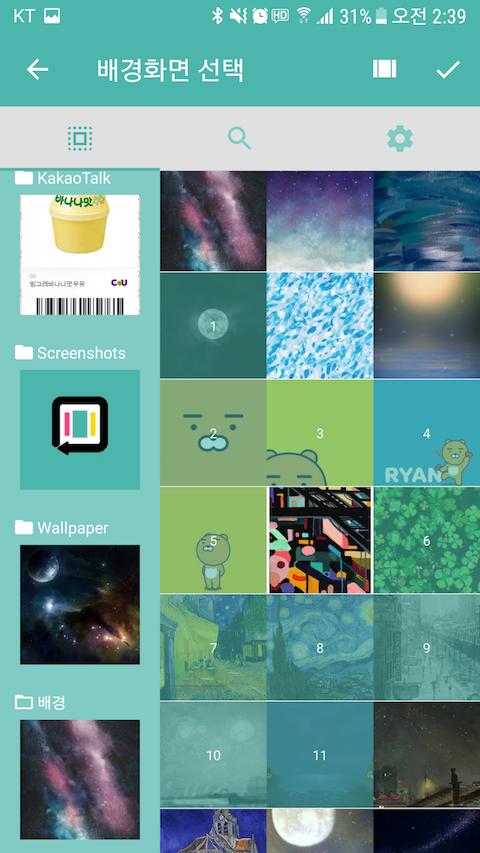 KT
HD
31%
오전 2:39
배경화면 선택
KakaoTalk
바나나맛
CU
빙그레바나나맛우유
CU
Screenshots
Wallpaper
배경
1
2
3
4
RYAN
5
6
7
8
9
10
11